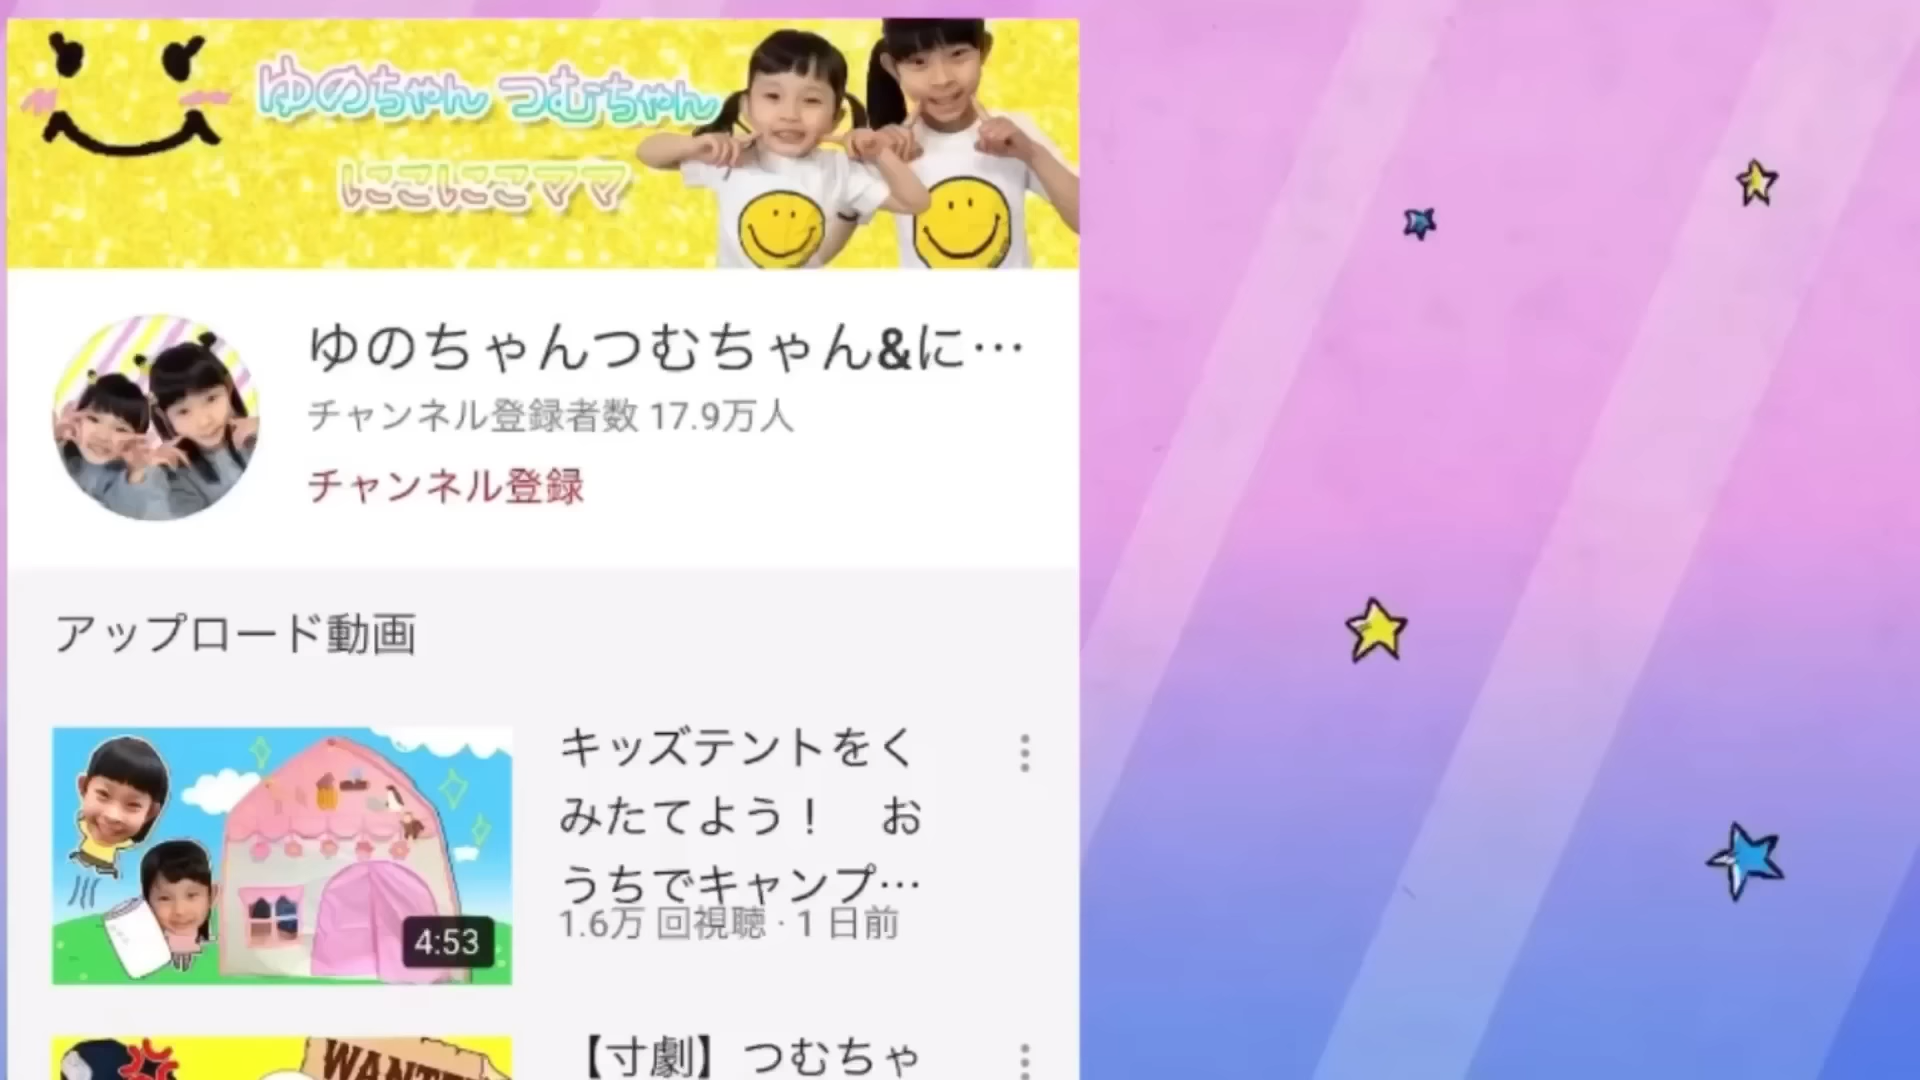 ゆのちゃん つむちゃん
にこにこママ
ゆのちゃんつむちゃん&に…
チャンネル登録者数 17.9万人
チャンネル登録
アップロード動画
キッズテントをく
みたてよう！　お
うちでキャンプ…
1.6万 回視聴・1 日前
4:53
【寸劇】つむちゃ